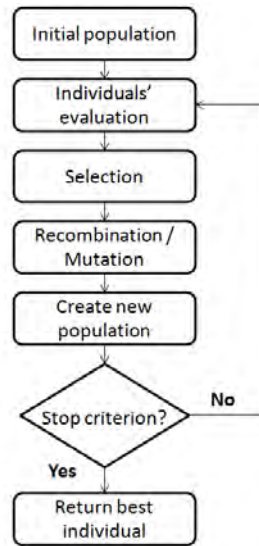 Initial population
Individuals'
evaluation
Selection
Recombination /
Mutation
Create new
population
Stop criterion?
No
Yes
Return best
individual